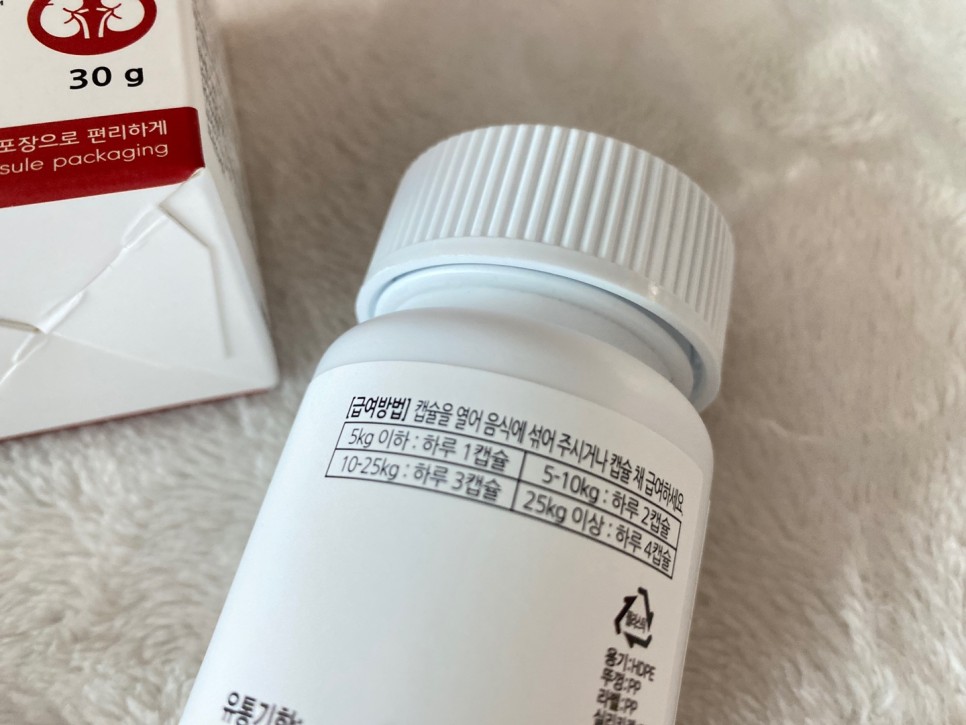 30 g
포장으로 편리하게
sule packaging
[급여방법] 캡슐을 열어 음식에 섞어 주시거나 캡슐 채 급여하세요.
5kg 이하 : 하루 1캡슐
5-10kg : 하루 2캡슐
10-25kg : 하루 3캡슐
25kg 이상 : 하루 4캡슐
용기:HDPE
뚜껑:PP
라벨:PP
유통기한: